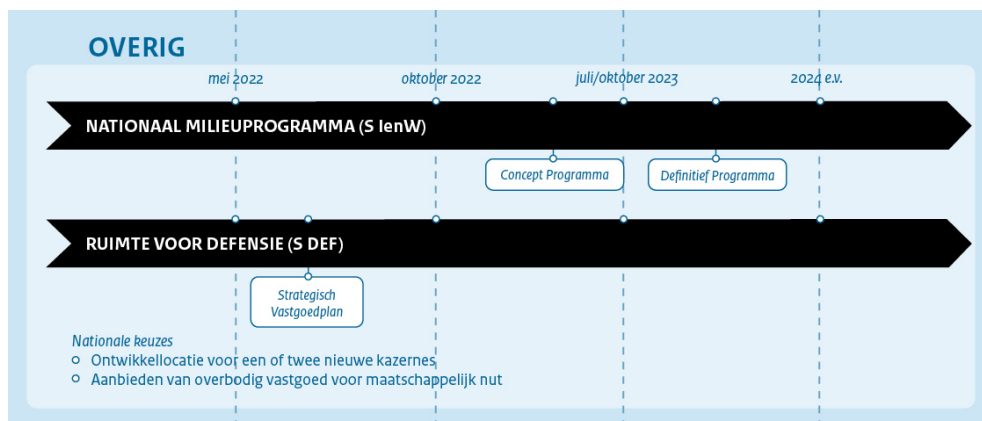 OVERIG
mei 2022 oktober 2022 juli/oktober 2023 2024 e.v.
NATIONAAL MILIEUPROGRAMMA (S IenW)
Concept Programma Definitief Programma
RUIMTE VOOR DEFENSIE (S DEF)
Strategisch
Vastgoedplan
Nationale keuzes
Ontwikkellocatie voor een of twee nieuwe kazernes
Aanbieden van overbodig vastgoed voor maatschappelijk nut